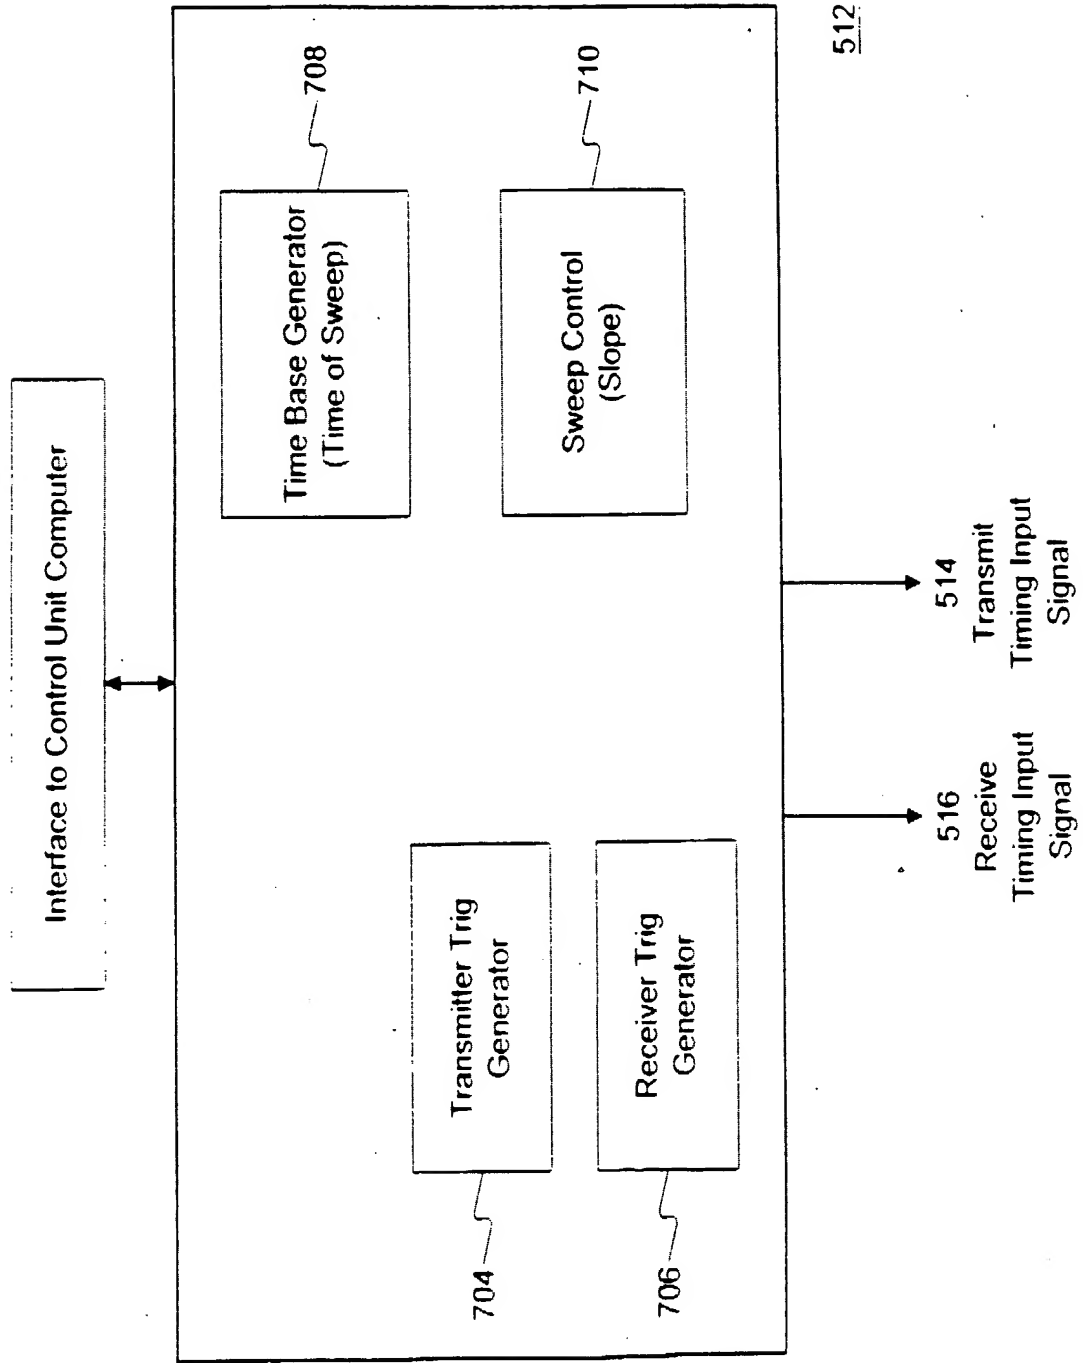 Interface to Control Unit Computer
704
Transmitter Trig
Generator
706
Receiver Trig
Generator
Time Base Generator
(Time of Sweep)
708
Sweep Control
(Slope)
710
516
Receive
Timing Input
Signal
514
Transmit
Timing Input
Signal
512